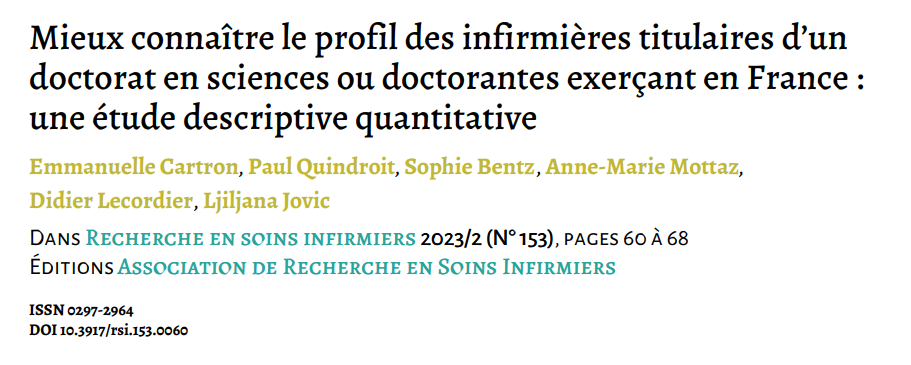 Mieux connaître le profil des infirmières titulaires d’un
doctorat en sciences ou doctorantes exerçant en France :
une étude descriptive quantitative
Emmanuelle Cartron, Paul Quindroit, Sophie Bentz, Anne-Marie Mottaz,
Didier Lecordier, Ljiljana Jovic
Dans Recherche en soins infirmiers 2023/2 (N° 153), pages 60 à 68
Éditions Association de Recherche en Soins Infirmiers
ISSN 0297-2964
DOI 10.3917/rsi.153.0060